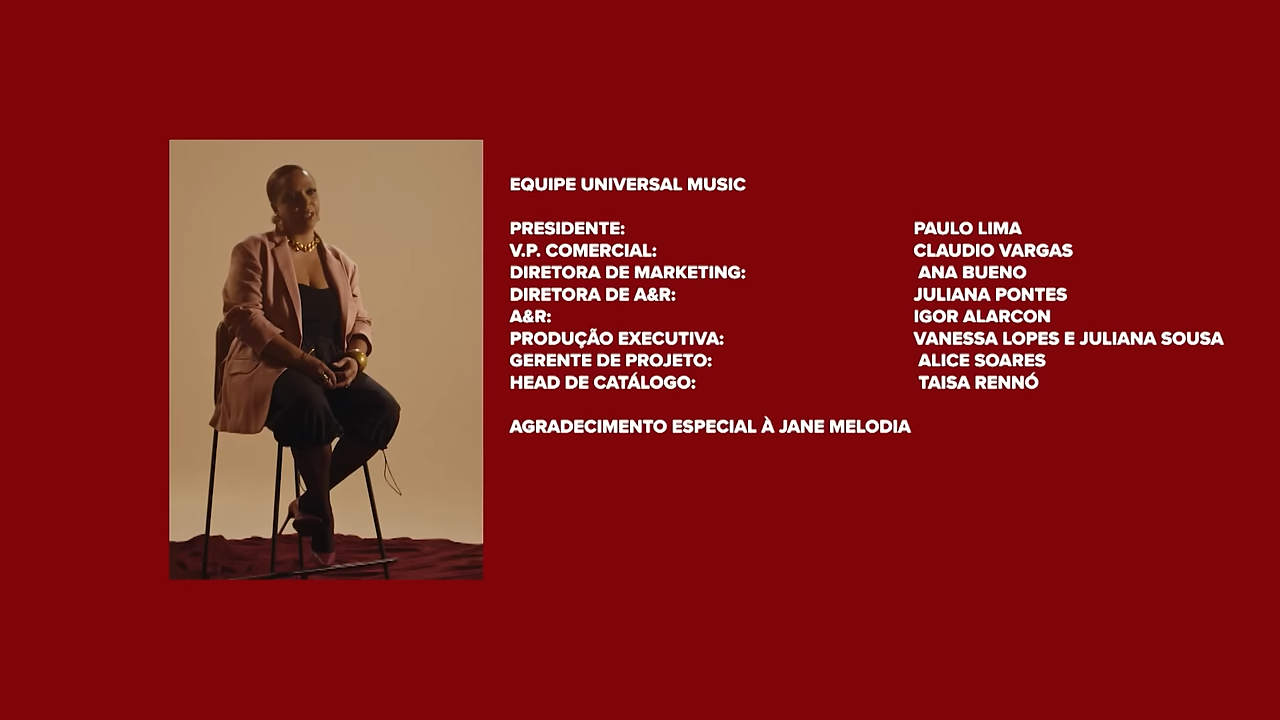 EQUIPE UNIVERSAL MUSIC
PRESIDENTE: PAULO LIMA
V.P. COMERCIAL: CLAUDIO VARGAS
DIRETORA DE MARKETING: ANA BUENO
DIRETORA DE A&R: JULIANA PONTES
A&R: IGOR ALARCON
PRODUÇÃO EXECUTIVA: VANESSA LOPES E JULIANA SOUSA
GERENTE DE PROJETO: ALICE SOARES
HEAD DE CATÁLOGO: TAISA RENNÓ
AGRADECIMENTO ESPECIAL À JANE MELODIA